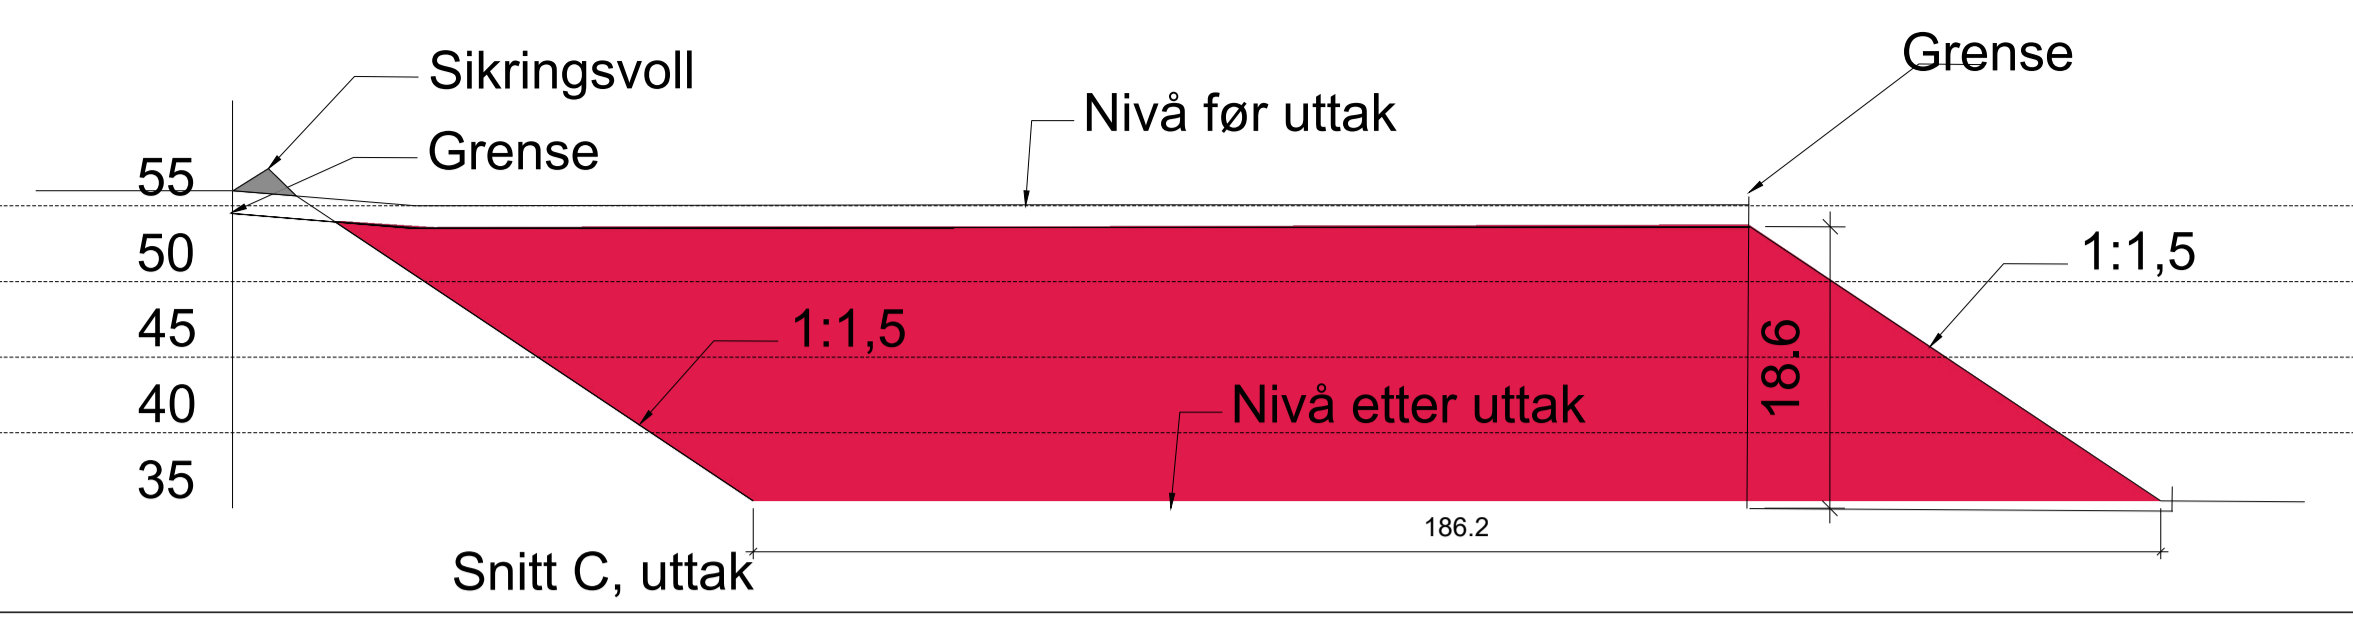 Grense
Sikringsvoll
Nivå før uttak
Grense
55
50
1:1,5
45
1:1,5
18.6
40
Nivå etter uttak
35
186.2
Snitt C, uttak